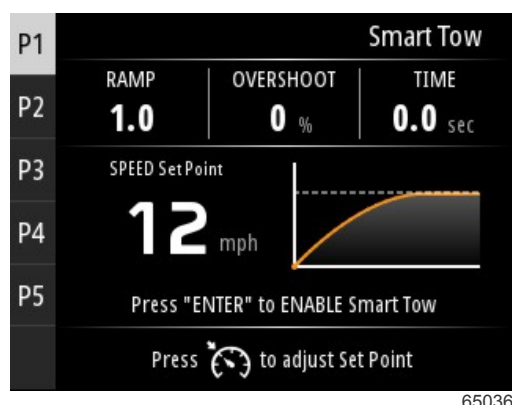 P1
Smart Tow
RAMP OVERSHOOT TIME
1.0 0 % 0.0 sec
P2
P3
SPEED Set Point
12 mph
P4
P5
Press "ENTER" to ENABLE Smart Tow
Press to adjust Set Point
65036